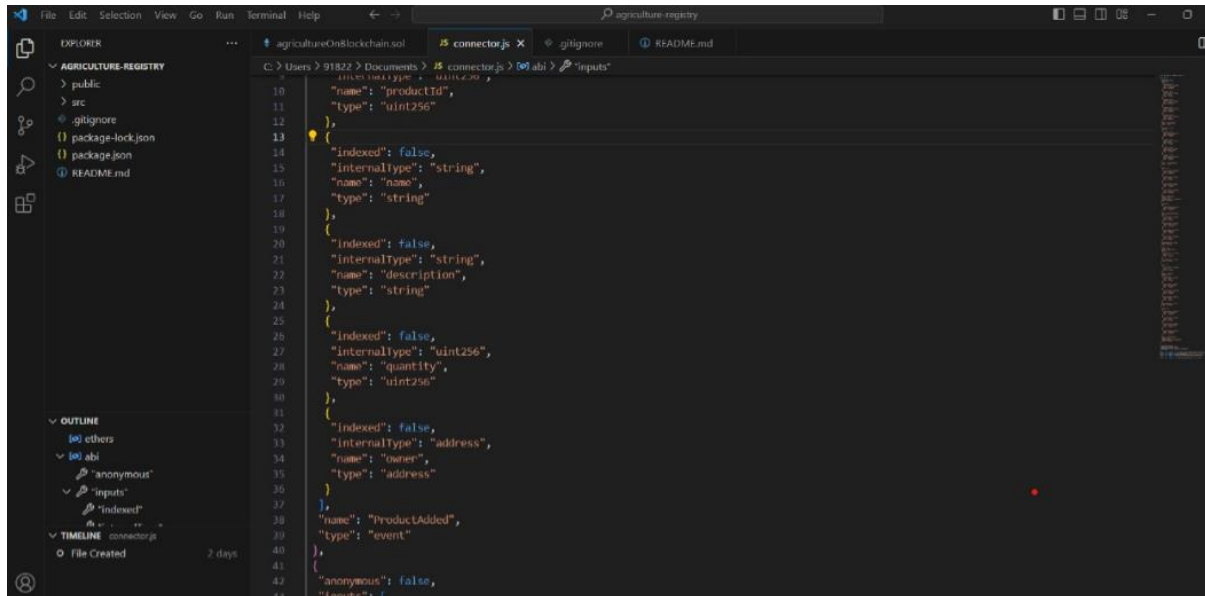 File Edit Selection View Go Run Terminal Help
agriculture-registry
EXPLORER
AGRICULTURE-REGISTRY
public
src
.gitignore
{} package-lock.json
{} package.json
README.md
OUTLINE
ethers
abi
"anonymous"
"inputs"
"indexed"
TIMELINE connector.js
File Created 2 days
agricultureOnBlockchain.sol
JS connector.js
.gitignore
README.md
C: > Users > 91822 > Documents > JS connector.js > abi > "inputs"
9 "internalType": "uint256",
10 "name": "productId",
11 "type": "uint256"
12 },
13 {
14 "indexed": false,
15 "internalType": "string",
16 "name": "name",
17 "type": "string"
18 },
19 {
20 "indexed": false,
21 "internalType": "string",
22 "name": "description",
23 "type": "string"
24 },
25 {
26 "indexed": false,
27 "internalType": "uint256",
28 "name": "quantity",
29 "type": "uint256"
30 },
31 {
32 "indexed": false,
33 "internalType": "address",
34 "name": "owner",
35 "type": "address"
36 }
37 ],
38 "name": "ProductAdded",
39 "type": "event"
40 },
41 {
42 "anonymous": false,
"inputs": [